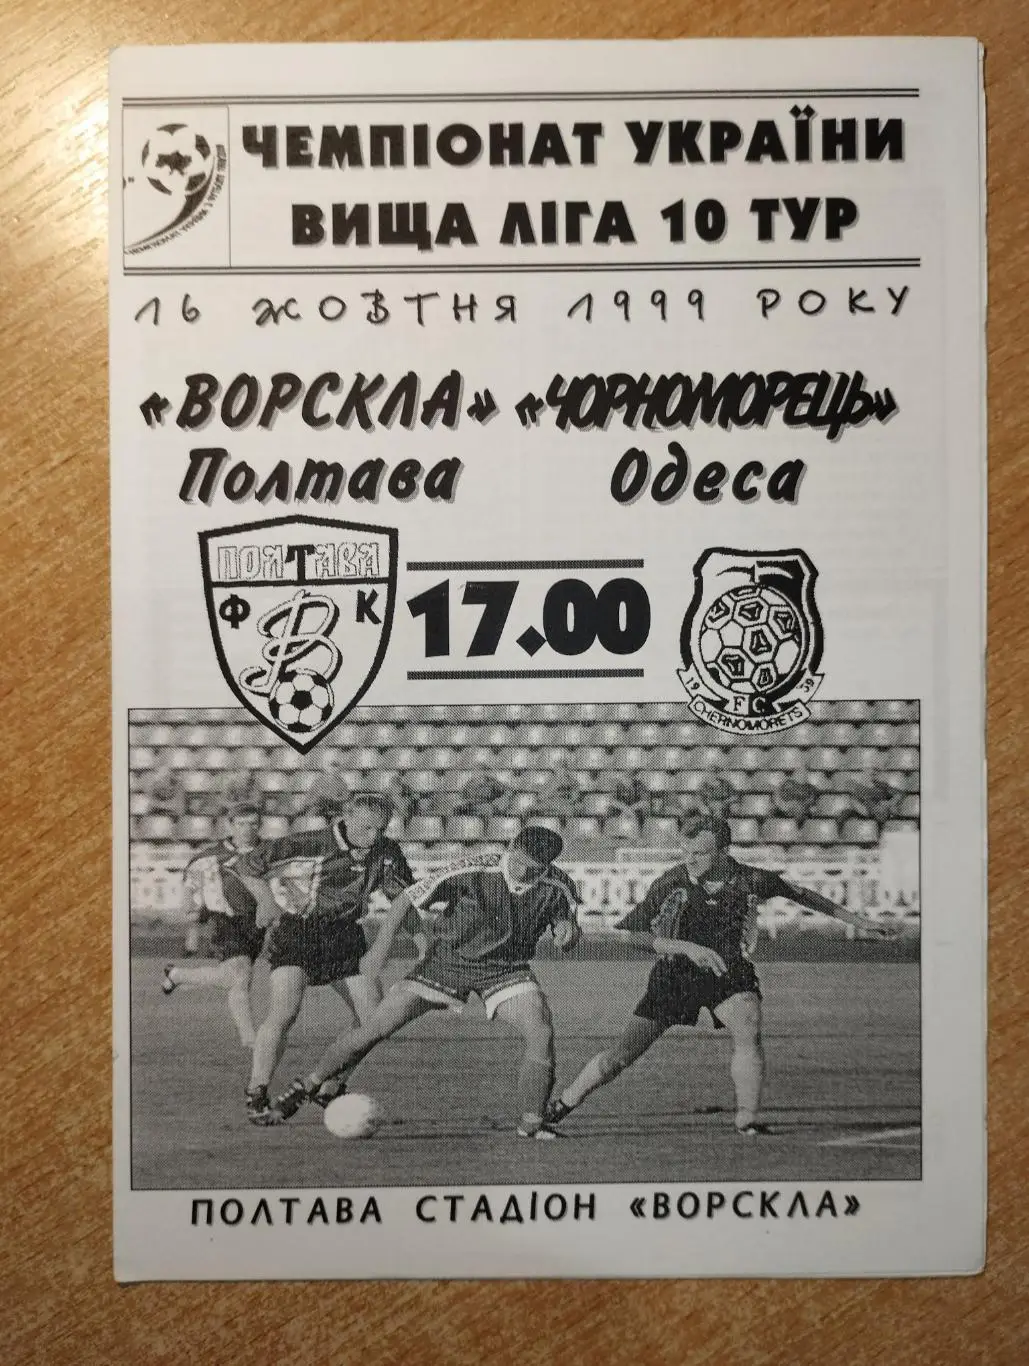 ЧЕМПІОНАТ УКРАЇНИ
ВИЩА ЛІГА 10 ТУР
16 ЖОВТНЯ 1999 РОКУ
«ВОРСКЛА» «ЧОРНОМОРЕЦЬ»
Полтава Одеса
ПОЛТАВА
Ф К
17.00
19 59
FC
CHERNOMORETS
ПОЛТАВА СТАДІОН «ВОРСКЛА»